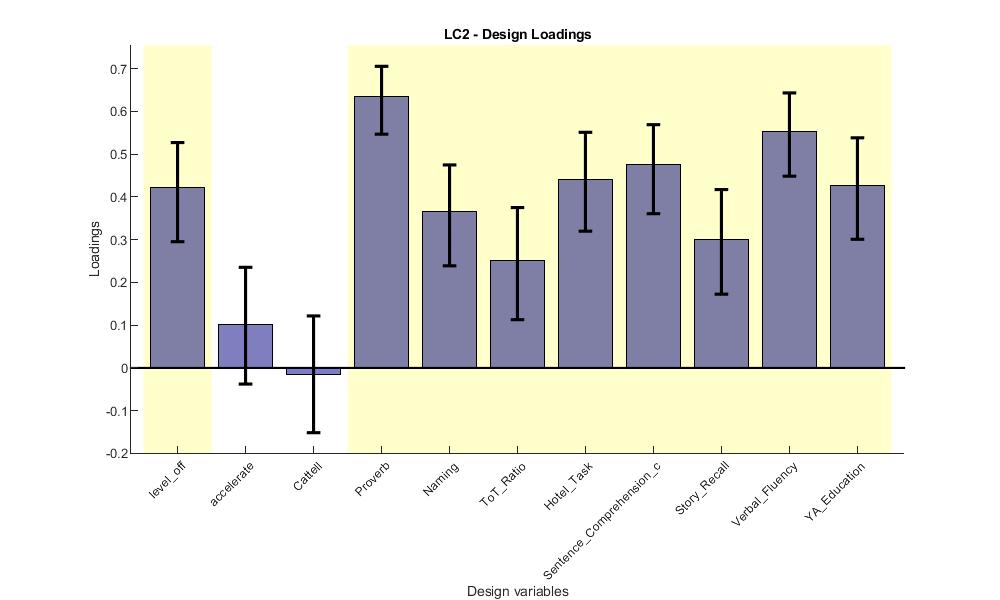 LC2 - Design Loadings
Loadings
0.7
0.6
0.5
0.4
0.3
0.2
0.1
0
-0.1
-0.2
level_off
accelerate
Cattell
Proverb
Naming
ToT_Ratio
Hotel_Task
Sentence_Comprehension_c
Story_Recall
Verbal_Fluency
YA_Education
Design variables